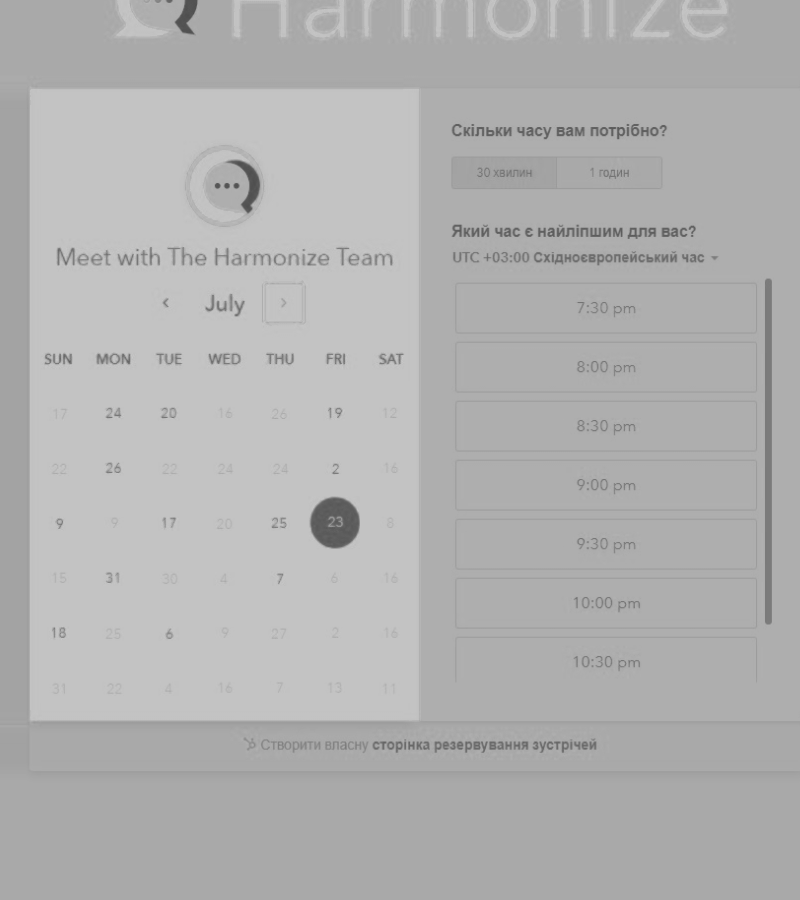 Harmonize
Meet with The Harmonize Team
July
SUN MON TUE WED THU FRI SAT
17 24 20 16 26 19 12
22 26 22 24 24 2 16
9 9 17 20 25 23 8
15 31 30 4 7 6 16
18 25 6 9 27 2 16
31 22 4 16 7 13 11
Скільки часу вам потрібно?
30 хвилин 1 годин
Який час є найліпшим для вас?
UTC +03:00 Східноєвропейський час
7:30 pm
8:00 pm
8:30 pm
9:00 pm
9:30 pm
10:00 pm
10:30 pm
Створити власну сторінка резервування зустрічей